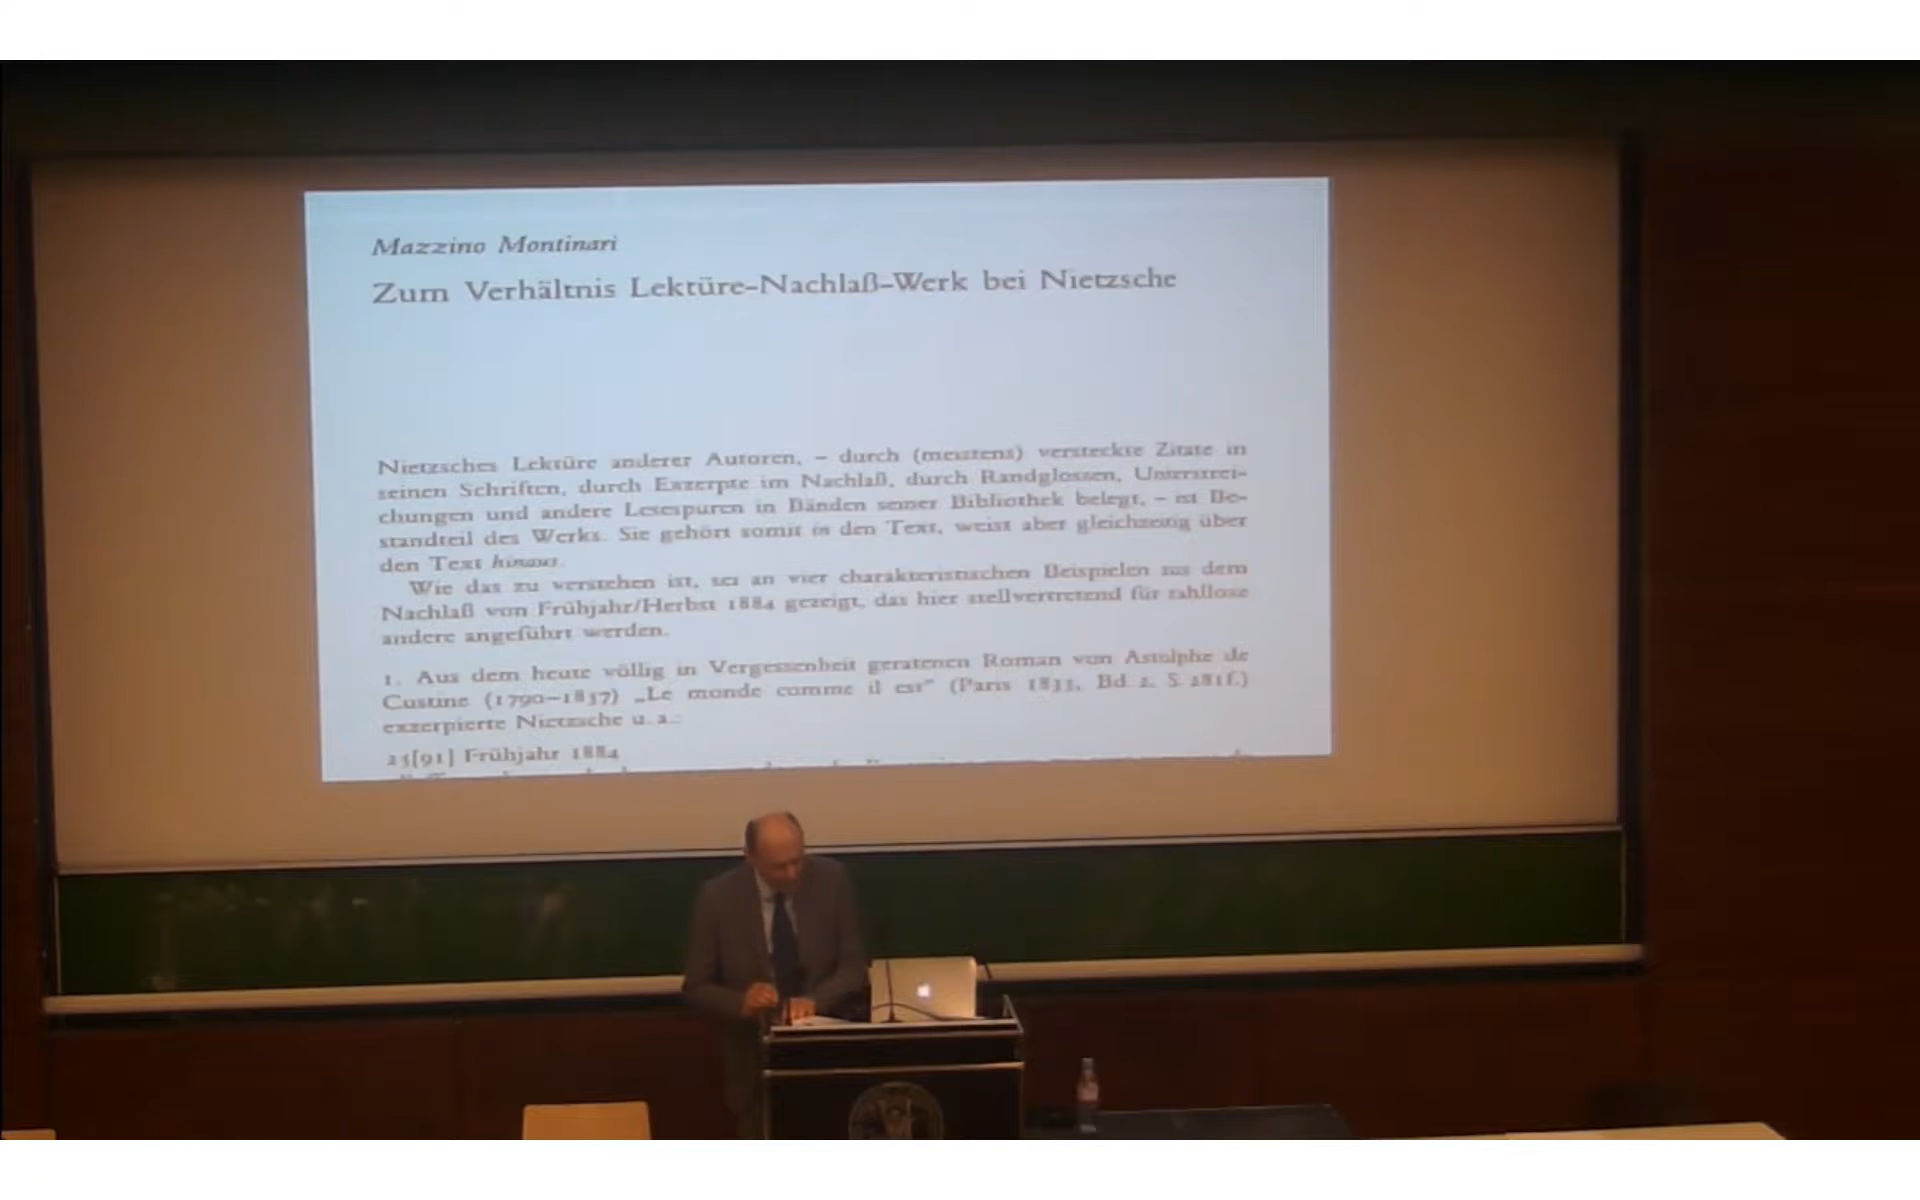 Mazzino Montinari
Zum Verhältnis Lektüre-Nachlaß-Werk bei Nietzsche
Nietzsches Lektüre anderer Autoren, – durch (meistens) versteckte Zitate in
seinen Schriften, durch Exzerpte im Nachlaß, durch Randglossen, Unterstrei-
chungen und andere Lesespuren in Bänden seiner Bibliothek belegt, – ist Be-
standteil des Werks. Sie gehört somit in den Text, weist aber gleichzeitig über
den Text hinaus.
Wie das zu verstehen ist, sei an vier charakteristischen Beispielen aus dem
Nachlaß von Frühjahr/Herbst 1884 gezeigt, das hier stellvertretend für zahllose
andere angeführt werden.
1. Aus dem heute völlig in Vergessenheit geratenen Roman von Astolphe de
Custine (1790–1857) „Le monde comme il est“ (Paris 1835, Bd. 2, S. 281f.)
exzerpierte Nietzsche u. a.:
25[91] Frühjahr 1884